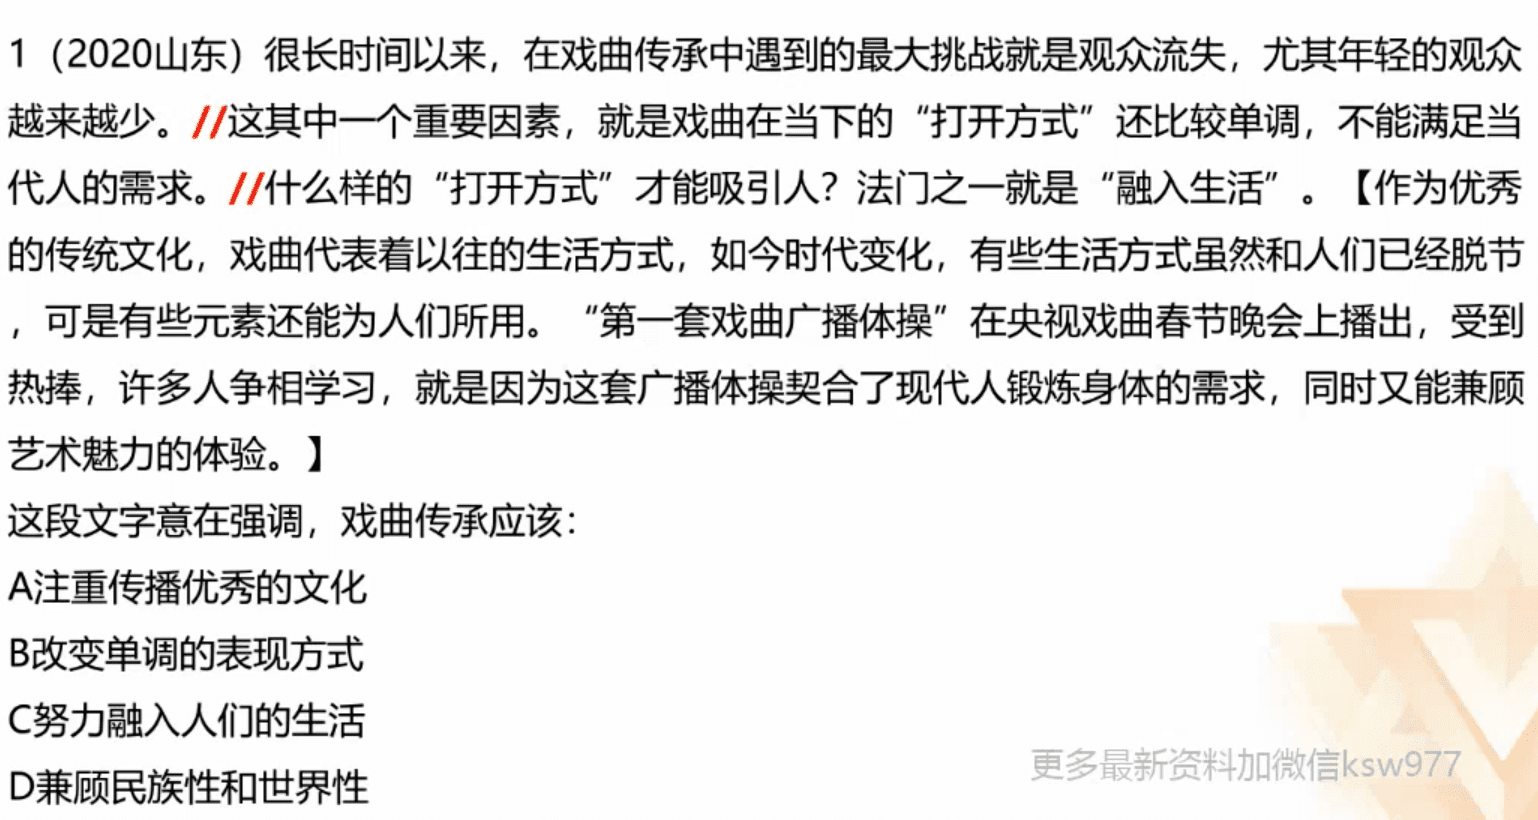 1（2020山东）很长时间以来，在戏曲传承中遇到的最大挑战就是观众流失，尤其年轻的观众
越来越少。//这其中一个重要因素，就是戏曲在当下的“打开方式”还比较单调，不能满足当
代人的需求。//什么样的“打开方式”才能吸引人？法门之一就是“融入生活”。【作为优秀
的传统文化，戏曲代表着以往的生活方式，如今时代变化，有些生活方式虽然和人们已经脱节
，可是有些元素还能为人们所用。“第一套戏曲广播体操”在央视戏曲春节晚会上播出，受到
热捧，许多人争相学习，就是因为这套广播体操契合了现代人锻炼身体的需求，同时又能兼顾
艺术魅力的体验。】
这段文字意在强调，戏曲传承应该：
A注重传播优秀的文化
B改变单调的表现方式
C努力融入人们的生活
D兼顾民族性和世界性
更多最新资料加微信ksw977